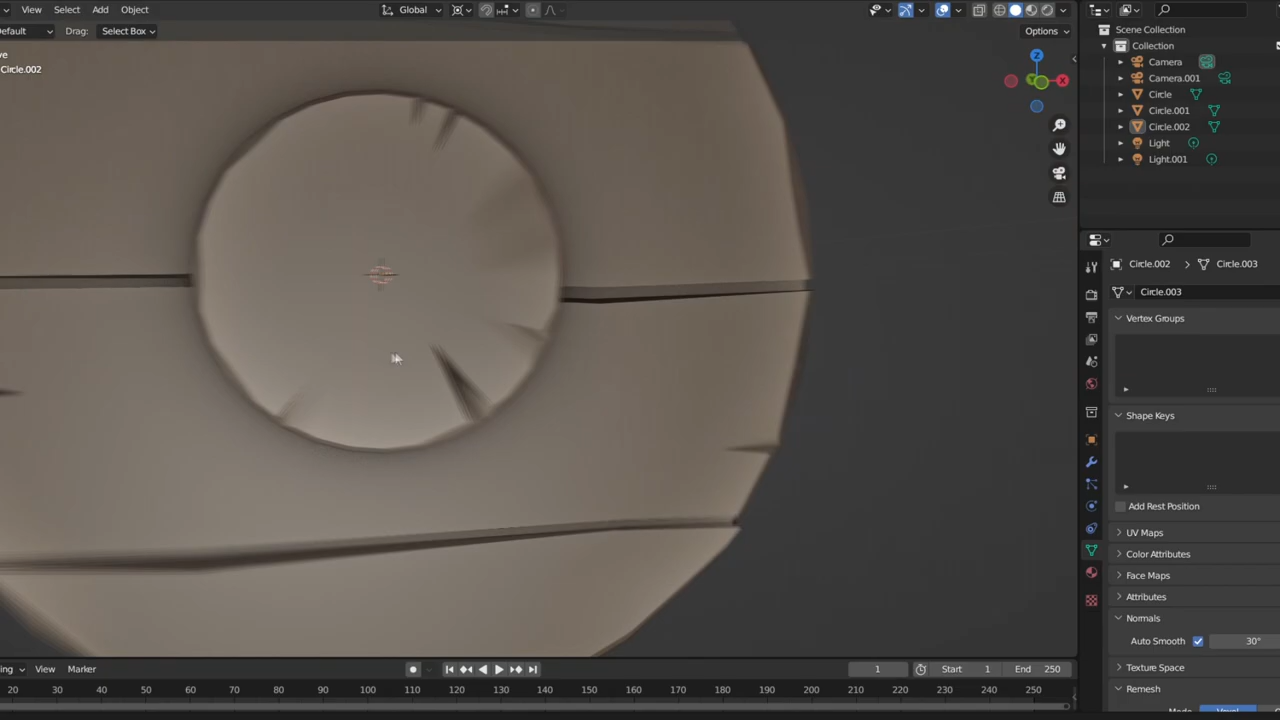 View Select Add Object Global
Default Drag: Select Box Options
ve
Circle.002
Z
X
Y
Scene Collection
Collection
Camera
Camera.001
Circle
Circle.001
Circle.002
Light
Light.001
Circle.002 > Circle.003
Circle.003
Vertex Groups
Shape Keys
Add Rest Position
UV Maps
Color Attributes
Face Maps
Attributes
Normals
Auto Smooth 30°
Texture Space
Remesh
Mode Voxel
ing View Marker 1 Start 1 End 250
20 30 40 50 60 70 80 90 100 110 120 130 140 150 160 170 180 190 200 210 220 230 240 250